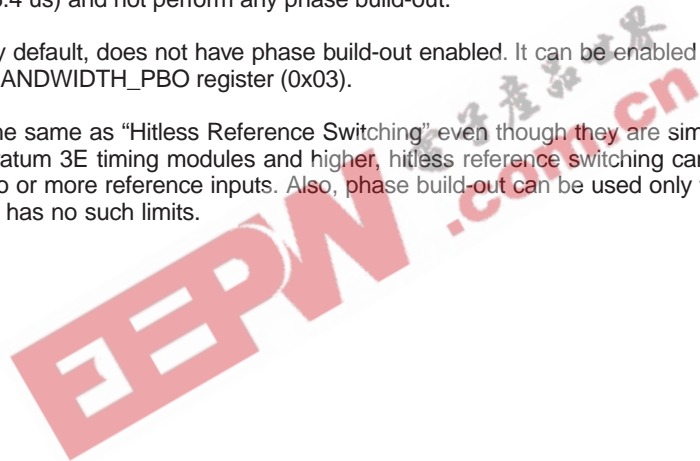 .4 us) and not perform any phase build-out.
y default, does not have phase build-out enabled. It can be enabled
ANDWIDTH_PBO register (0x03).
ne same as “Hitless Reference Switching” even though they are sim
ratum 3E timing modules and higher, hitless reference switching car
o or more reference inputs. Also, phase build-out can be used only
has no such limits.
EEPW
电子产品世界
.com.cn